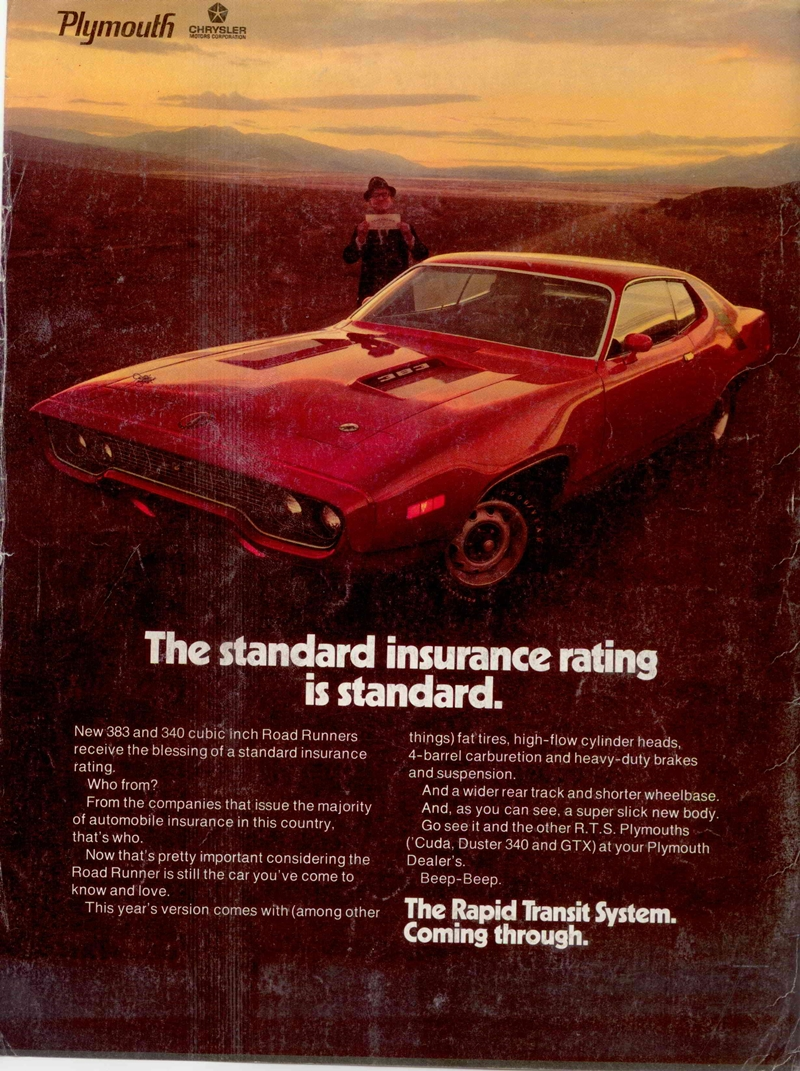 Plymouth
CHRYSLER
MOTORS CORPORATION
383
The standard insurance rating
is standard.
New 383 and 340 cubic inch Road Runners
receive the blessing of a standard insurance
rating.
Who from?
From the companies that issue the majority
of automobile insurance in this country,
that's who.
Now that's pretty important considering the
Road Runner is still the car you've come to
know and love.
This year's version comes with (among other
things) fat tires, high-flow cylinder heads,
4-barrel carburetion and heavy-duty brakes
and suspension.
And a wider rear track and shorter wheelbase.
And, as you can see, a super slick new body.
Go see it and the other R.T.S. Plymouths
('Cuda, Duster 340 and GTX) at your Plymouth
Dealer's.
Beep-Beep.
The Rapid Transit System.
Coming through.